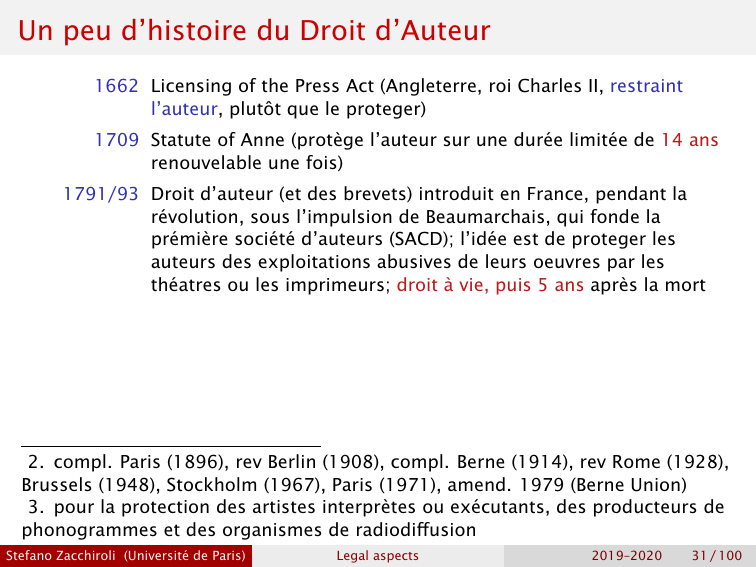 Un peu d’histoire du Droit d’Auteur
1662 Licensing of the Press Act (Angleterre, roi Charles II, restraint
l’auteur, plutôt que le proteger)
1709 Statute of Anne (protège l’auteur sur une durée limitée de 14 ans
renouvelable une fois)
1791/93 Droit d’auteur (et des brevets) introduit en France, pendant la
révolution, sous l’impulsion de Beaumarchais, qui fonde la
prémière société d’auteurs (SACD); l’idée est de proteger les
auteurs des exploitations abusives de leurs oeuvres par les
théatres ou les imprimeurs; droit à vie, puis 5 ans après la mort
2. compl. Paris (1896), rev Berlin (1908), compl. Berne (1914), rev Rome (1928),
Brussels (1948), Stockholm (1967), Paris (1971), amend. 1979 (Berne Union)
3. pour la protection des artistes interprètes ou exécutants, des producteurs de
phonogrammes et des organismes de radiodiffusion
Stefano Zacchiroli (Université de Paris) Legal aspects 2019–2020 31 / 100